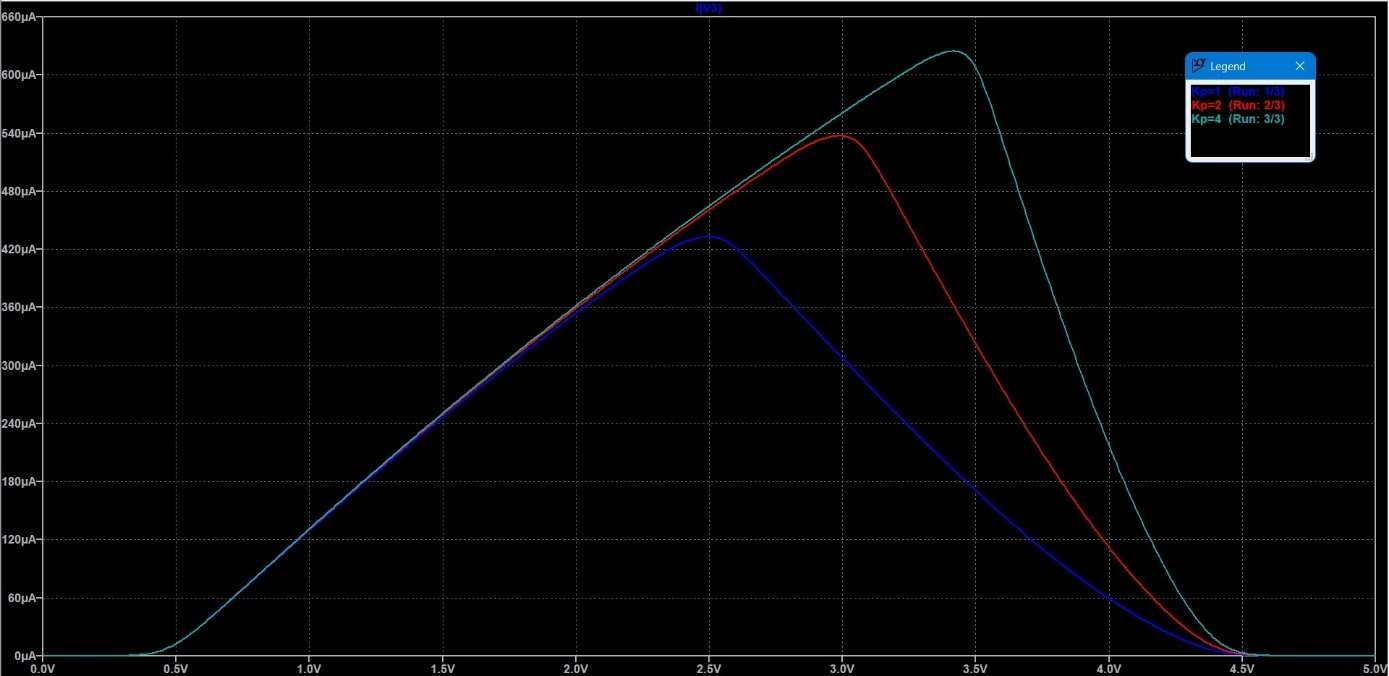 I(V3)
660µA
600µA
540µA
480µA
420µA
360µA
300µA
240µA
180µA
120µA
60µA
0µA
0.0V 0.5V 1.0V 1.5V 2.0V 2.5V 3.0V 3.5V 4.0V 4.5V 5.0V
Legend
Kp=1 (Run: 1/3)
Kp=2 (Run: 2/3)
Kp=4 (Run: 3/3)